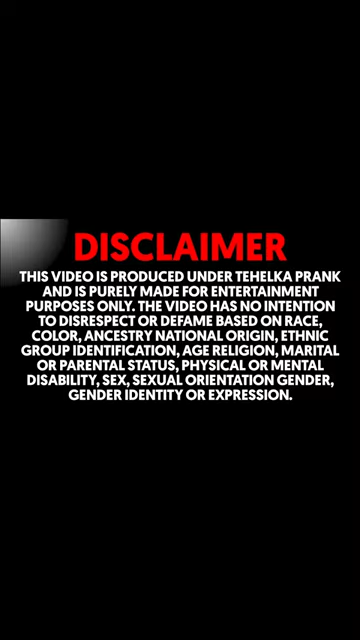 DISCLAIMER
THIS VIDEO IS PRODUCED UNDER TEHELKA PRANK
AND IS PURELY MADE FOR ENTERTAINMENT
PURPOSES ONLY. THE VIDEO HAS NO INTENTION
TO DISRESPECT OR DEFAME BASED ON RACE,
COLOR, ANCESTRY NATIONAL ORIGIN, ETHNIC
GROUP IDENTIFICATION, AGE RELIGION, MARITAL
OR PARENTAL STATUS, PHYSICAL OR MENTAL
DISABILITY, SEX, SEXUAL ORIENTATION GENDER,
GENDER IDENTITY OR EXPRESSION.